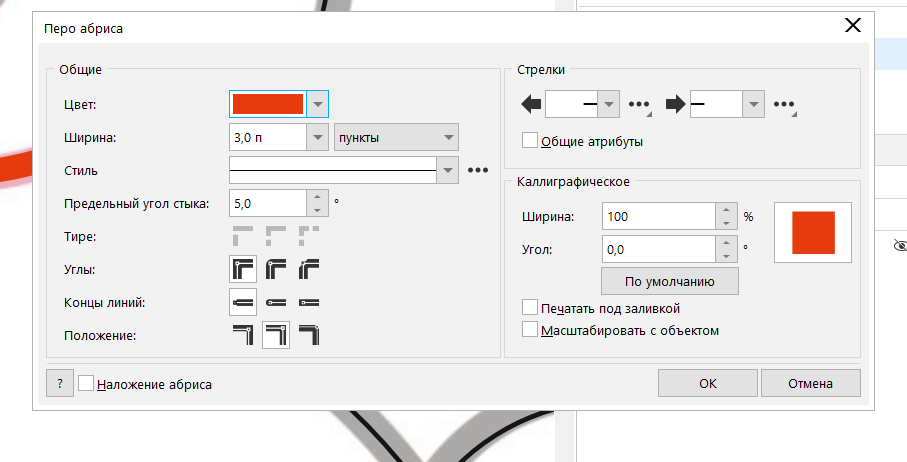 Перо абриса
Общие
Цвет:
Ширина: 3,0 п пункты
Стиль
Предельный угол стыка: 5,0 °
Тире:
Углы:
Концы линий:
Положение:
Стрелки
Общие атрибуты
Каллиграфическое
Ширина: 100 %
Угол: 0,0 °
По умолчанию
Печатать под заливкой
Масштабировать с объектом
? Наложение абриса
OK Отмена